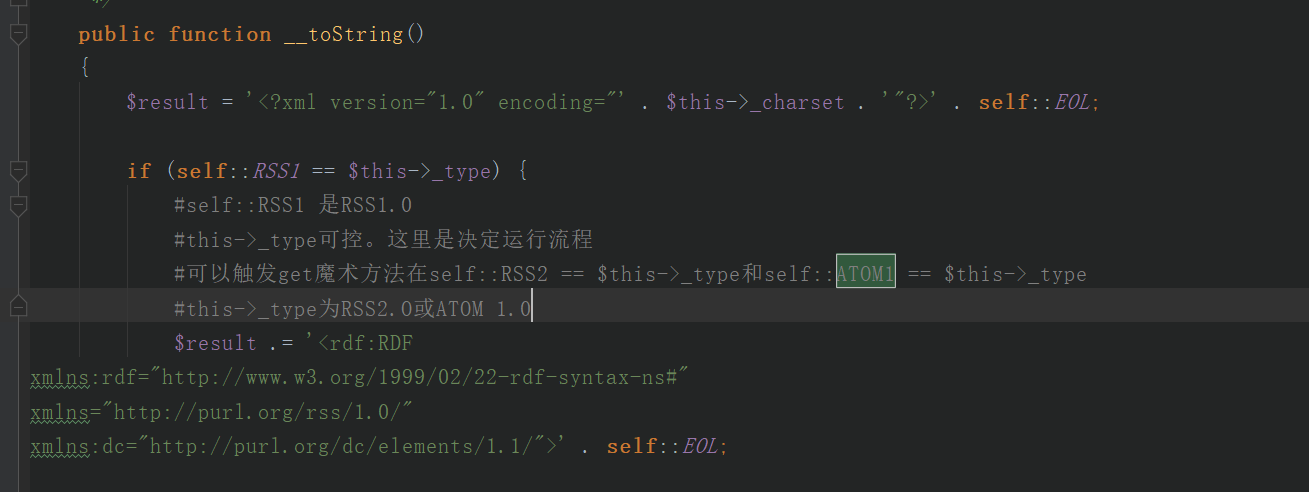 */
public function __toString()
{
$result = '<?xml version="1.0" encoding="' . $this->_charset . '"?>' . self::EOL;
if (self::RSS1 == $this->_type) {
#self::RSS1 是RSS1.0
#this->_type可控。这里是决定运行流程
#可以触发get魔术方法在self::RSS2 == $this->_type和self::ATOM1 == $this->_type
#this->_type为RSS2.0或ATOM 1.0
$result .= '<rdf:RDF
xmlns:rdf="http://www.w3.org/1999/02/22-rdf-syntax-ns#"
xmlns="http://purl.org/rss/1.0/"
xmlns:dc="http://purl.org/dc/elements/1.1/">' . self::EOL;